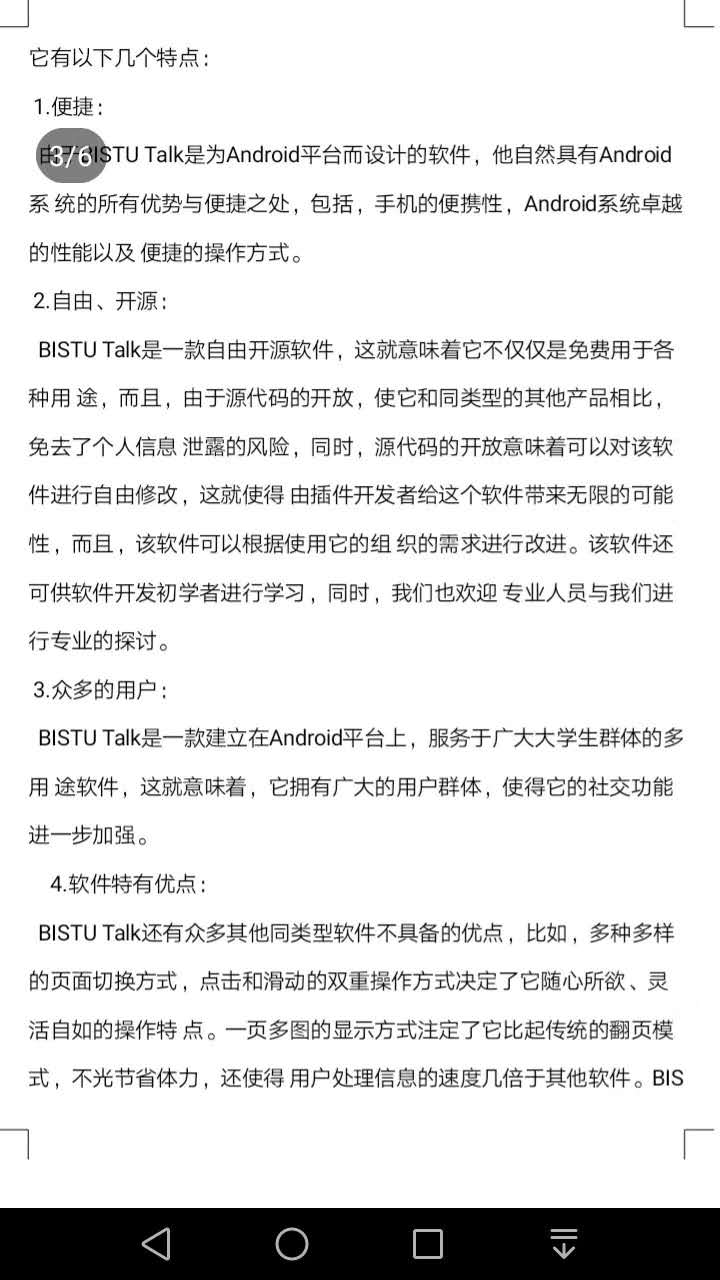 它有以下几个特点：
1.便捷：
3/6
BISTU Talk是为Android平台而设计的软件，他自然具有Android
系 统的所有优势与便捷之处，包括，手机的便携性，Android系统卓越
的性能以及 便捷的操作方式。
2.自由、开源：
BISTU Talk是一款自由开源软件，这就意味着它不仅仅是免费用于各
种用 途，而且，由于源代码的开放，使它和同类型的其他产品相比，
免去了个人信息 泄露的风险，同时，源代码的开放意味着可以对该软
件进行自由修改，这就使得 由插件开发者给这个软件带来无限的可能
性，而且，该软件可以根据使用它的组 织的需求进行改进。该软件还
可供软件开发初学者进行学习，同时，我们也欢迎 专业人员与我们进
行专业的探讨。
3.众多的用户：
BISTU Talk是一款建立在Android平台上，服务于广大大学生群体的多
用 途软件，这就意味着，它拥有广大的用户群体，使得它的社交功能
进一步加强。
4.软件特有优点：
BISTU Talk还有众多其他同类型软件不具备的优点，比如，多种多样
的页面切换方式，点击和滑动的双重操作方式决定了它随心所欲、灵
活自如的操作特 点。一页多图的显示方式注定了它比起传统的翻页模
式，不光节省体力，还使得 用户处理信息的速度几倍于其他软件。BIS